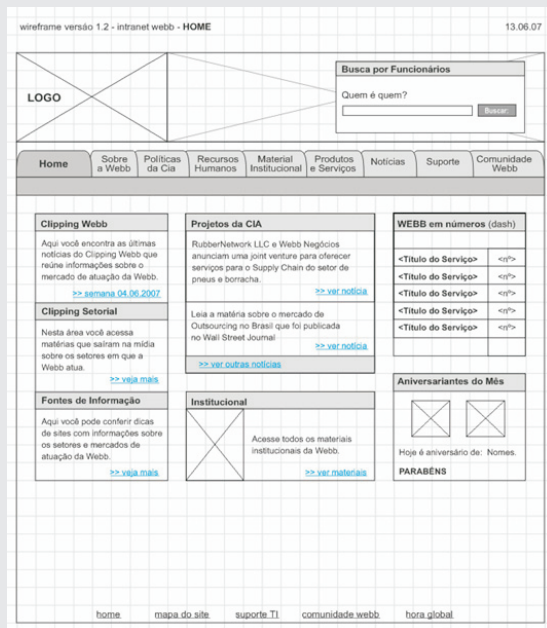 wireframe versão 1.2 - intranet webb - HOME
13.06.07
LOGO
Busca por Funcionários
Quem é quem?
Buscar:
Home
Sobre
a Webb
Políticas
da Cia
Recursos
Humanos
Material
Institucional
Produtos
e Serviços
Notícias
Suporte
Comunidade
Webb
Clipping Webb
Aqui você encontra as últimas
notícias do Clipping Webb que
reúne informações sobre o
mercado de atuação da Webb.
>> semana 04.06.2007
Clipping Setorial
Nesta área você acessa
matérias que saíram na mídia
sobre os setores em que a
Webb atua.
>> veja mais
Fontes de Informação
Aqui você pode conferir dicas
de sites com informações sobre
os setores e mercados de
atuação da Webb.
>> veja mais
Projetos da CIA
RubberNetwork LLC e Webb Negócios
anunciam uma joint venture para oferecer
serviços para o Supply Chain do setor de
pneus e borracha.
>> ver notícia
Leia a matéria sobre o mercado de
Outsourcing no Brasil que foi publicada
no Wall Street Journal
>> ver notícia
>> ver outras notícias
Institucional
Acesse todos os materiais
institucionais da Webb.
>> ver materiais
WEBB em números (dash)
<Título do Serviço> <nº>
<Título do Serviço> <nº>
<Título do Serviço> <nº>
<Título do Serviço> <nº>
<Título do Serviço> <nº>
Aniversariantes do Mês
Hoje é aniversário de: Nomes.
PARABÉNS
home
mapa do site
suporte TI
comunidade webb
hora global